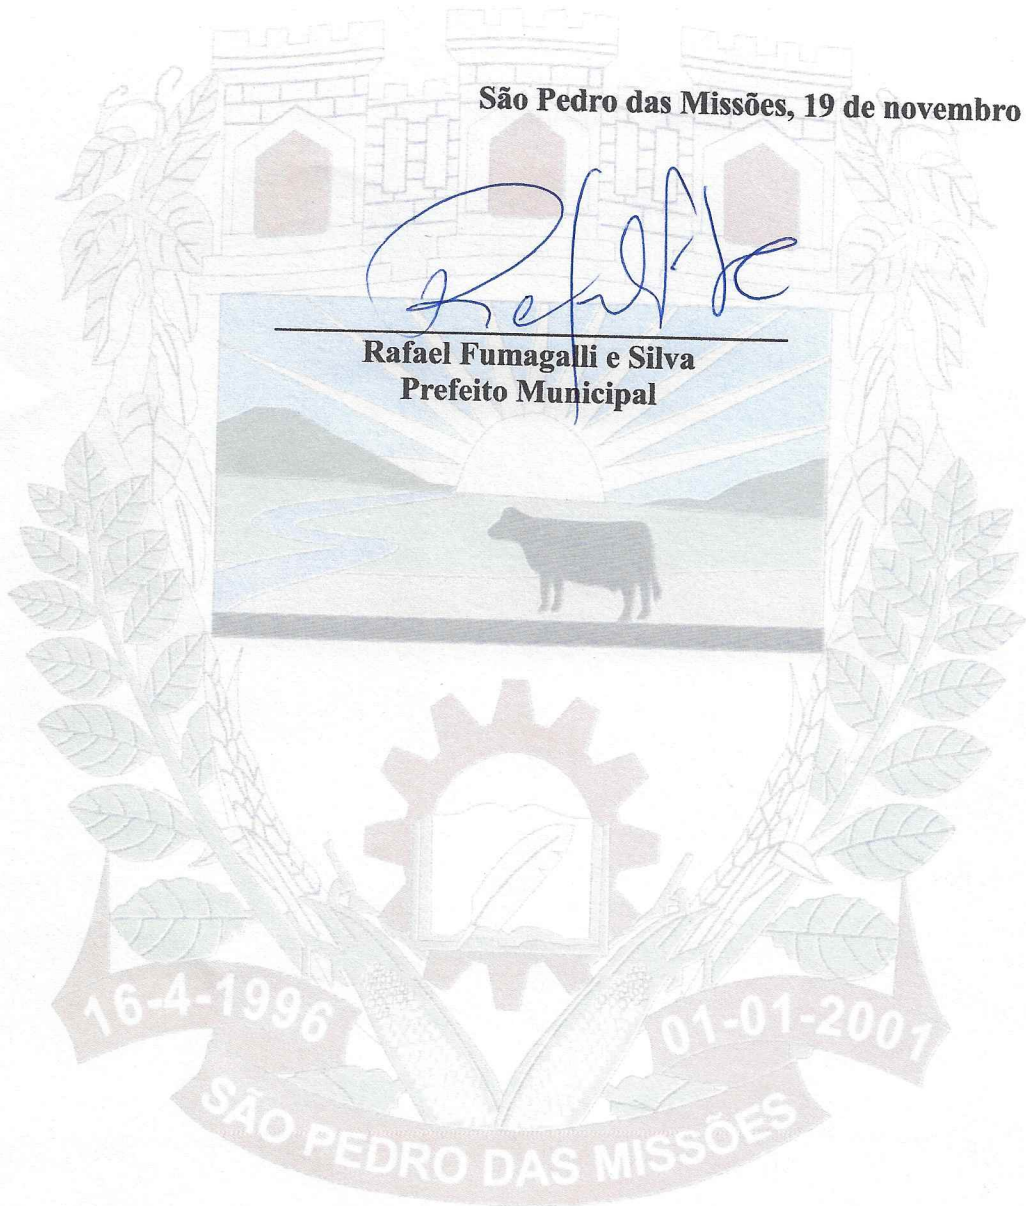 São Pedro das Missões, 19 de novembro
Rafael Fumagalli e Silva
Prefeito Municipal
16-4-1996
01-01-2001
SÃO PEDRO DAS MISSÕES